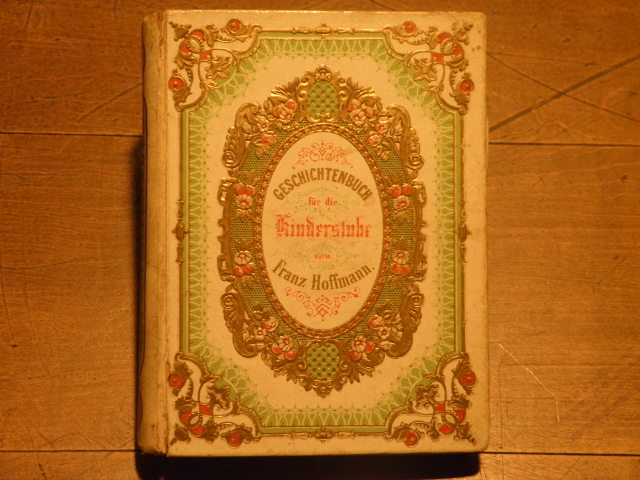 GESCHICHTENBUCH
für die
Kinderstube
von
Franz Hoffmann.